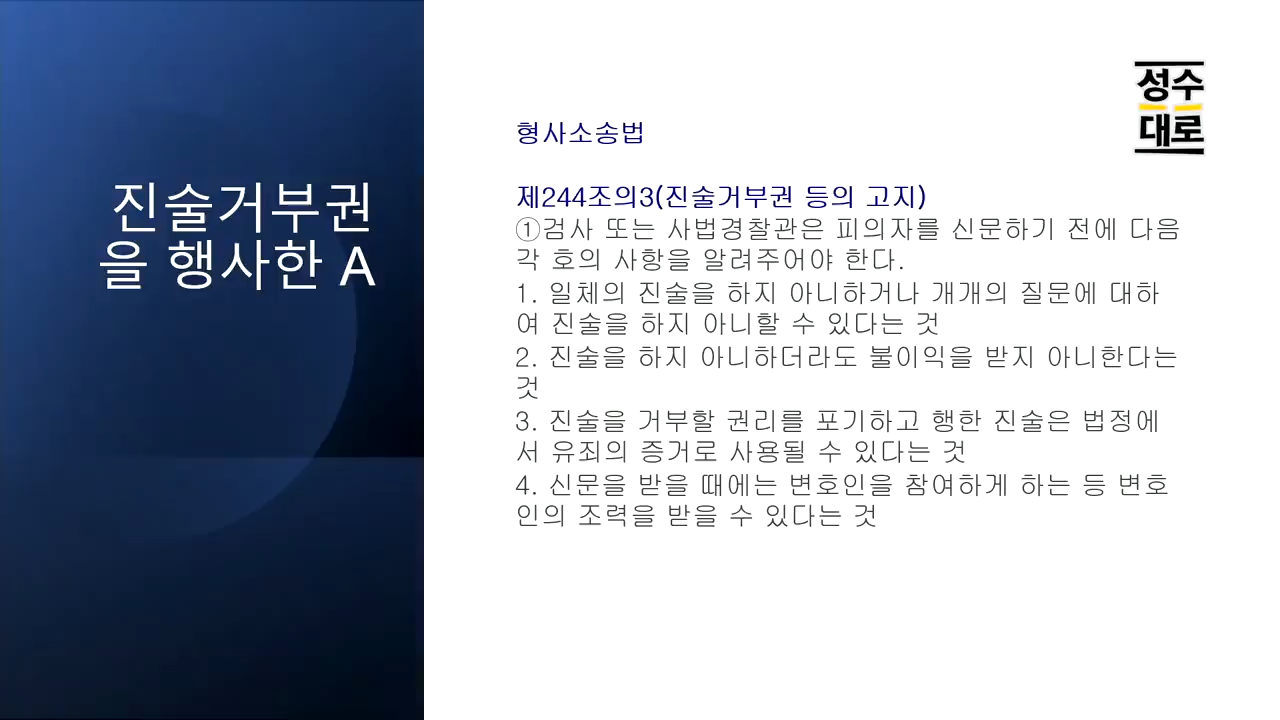 진술거부권
을 행사한 A
성수
대로
형사소송법
제244조의3(진술거부권 등의 고지)
①검사 또는 사법경찰관은 피의자를 신문하기 전에 다음
각 호의 사항을 알려주어야 한다.
1. 일체의 진술을 하지 아니하거나 개개의 질문에 대하
여 진술을 하지 아니할 수 있다는 것
2. 진술을 하지 아니하더라도 불이익을 받지 아니한다는
것
3. 진술을 거부할 권리를 포기하고 행한 진술은 법정에
서 유죄의 증거로 사용될 수 있다는 것
4. 신문을 받을 때에는 변호인을 참여하게 하는 등 변호
인의 조력을 받을 수 있다는 것